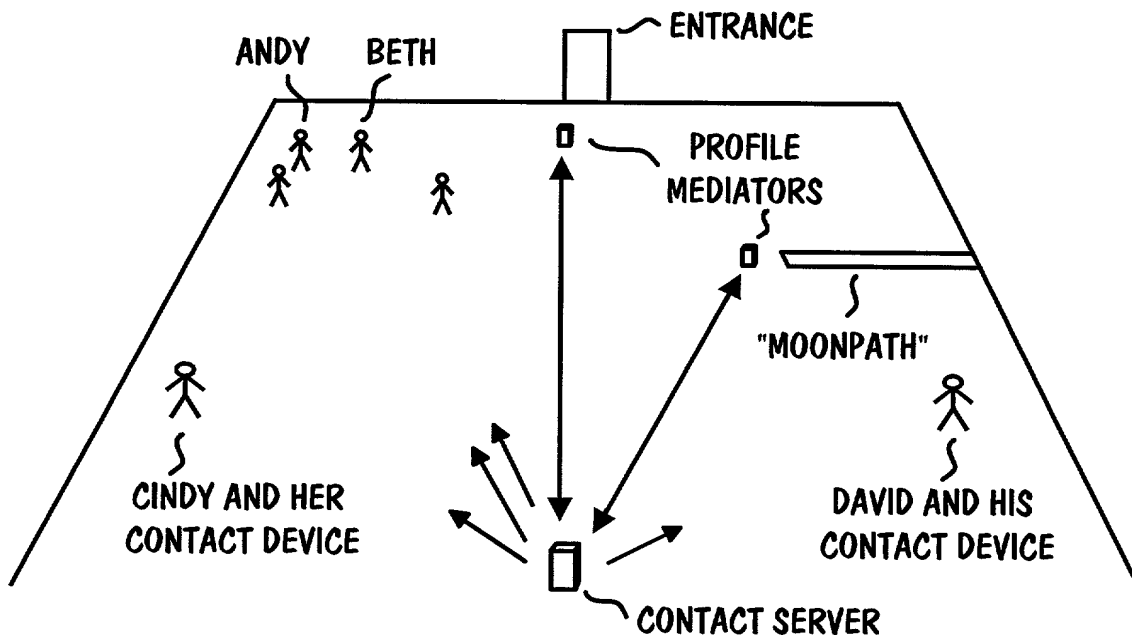 ENTRANCE
ANDY
BETH
PROFILE
MEDIATORS
"MOONPATH"
CINDY AND HER
CONTACT DEVICE
DAVID AND HIS
CONTACT DEVICE
CONTACT SERVER